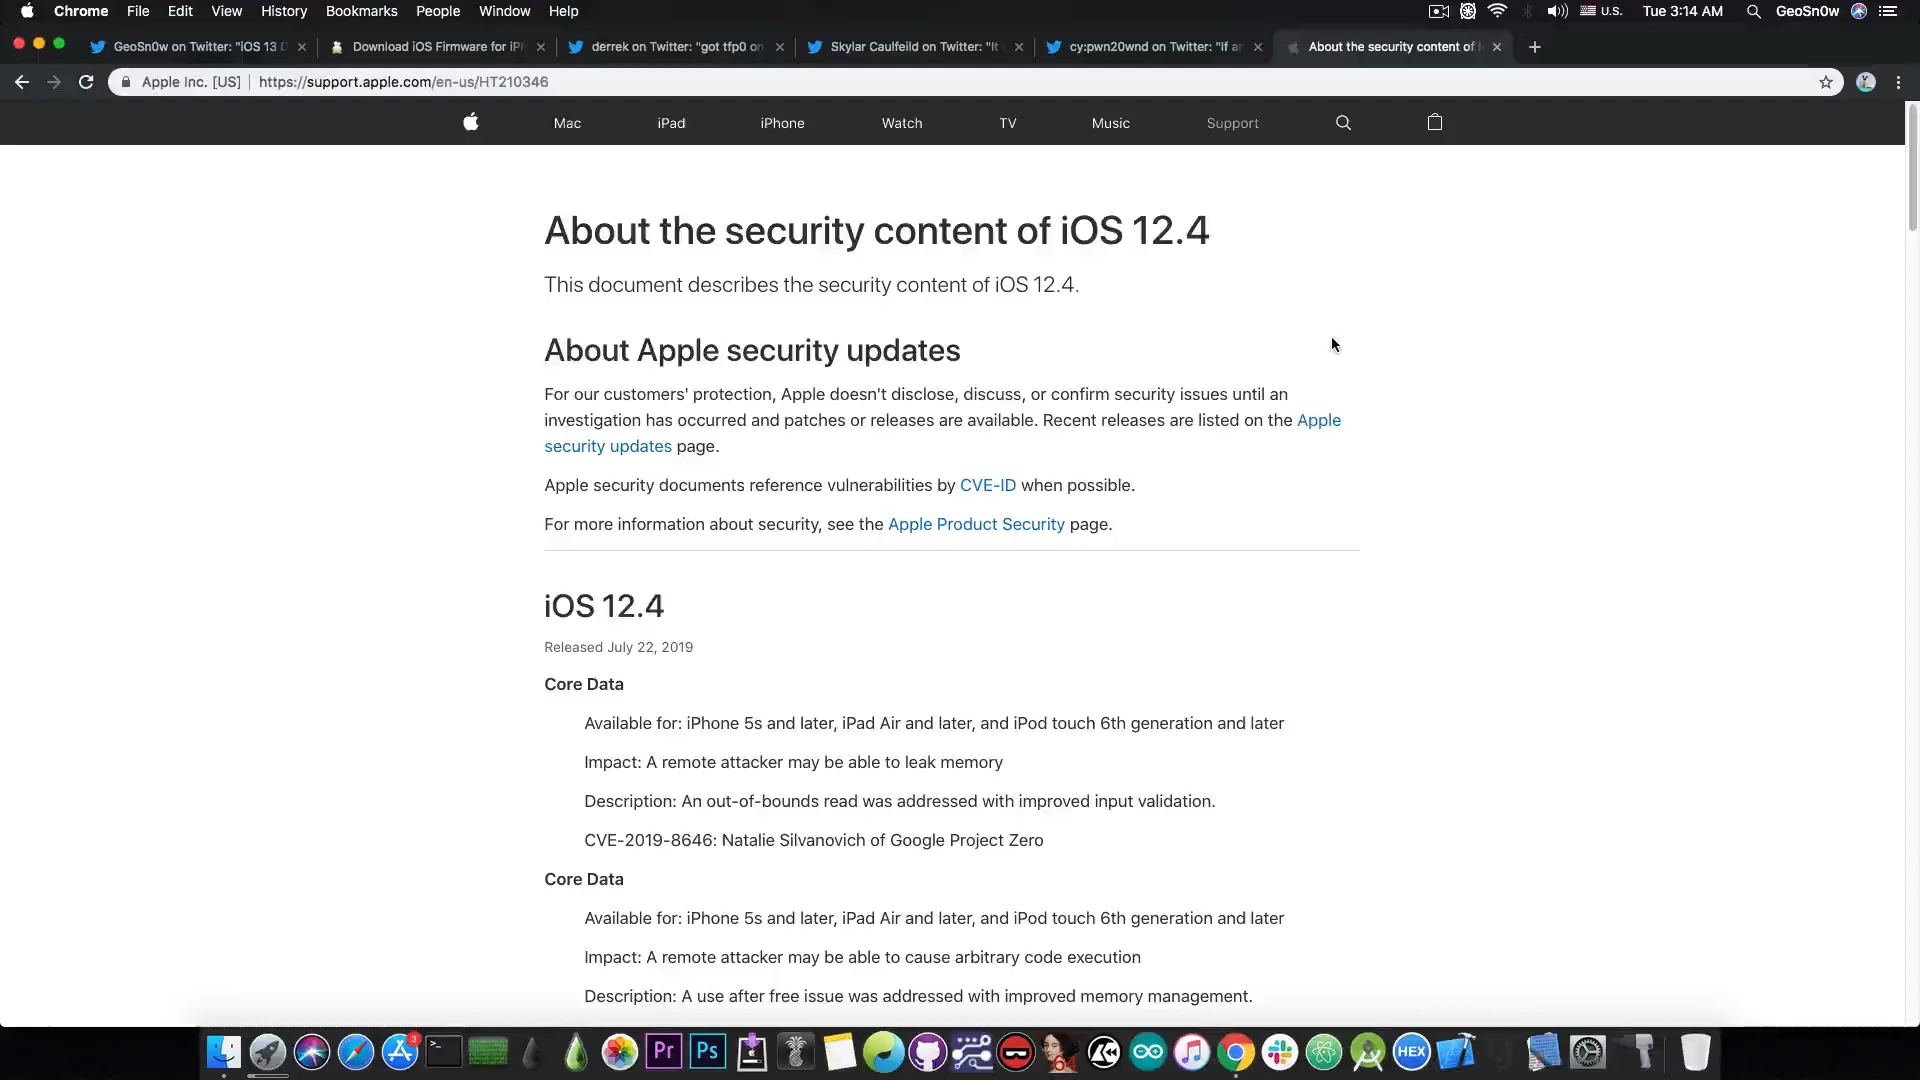 Chrome File Edit View History Bookmarks People Window Help U.S. Tue 3:14 AM GeoSn0w
GeoSn0w on Twitter: "iOS 13 Download iOS Firmware for derrek on Twitter: "got tfp0 on Skylar Caulfeild on Twitter: "It cy:pwn20wnd on Twitter: "If About the security content of
Apple Inc. [US] https://support.apple.com/en-us/HT210346
Mac iPad iPhone Watch TV Music Support
About the security content of iOS 12.4
This document describes the security content of iOS 12.4.
About Apple security updates
For our customers' protection, Apple doesn't disclose, discuss, or confirm security issues until an
investigation has occurred and patches or releases are available. Recent releases are listed on the Apple
security updates page.
Apple security documents reference vulnerabilities by CVE-ID when possible.
For more information about security, see the Apple Product Security page.
iOS 12.4
Released July 22, 2019
Core Data
Available for: iPhone 5s and later, iPad Air and later, and iPod touch 6th generation and later
Impact: A remote attacker may be able to leak memory
Description: An out-of-bounds read was addressed with improved input validation.
CVE-2019-8646: Natalie Silvanovich of Google Project Zero
Core Data
Available for: iPhone 5s and later, iPad Air and later, and iPod touch 6th generation and later
Impact: A remote attacker may be able to cause arbitrary code execution
Description: A use after free issue was addressed with improved memory management.
3 Pr Ps 64 HEX